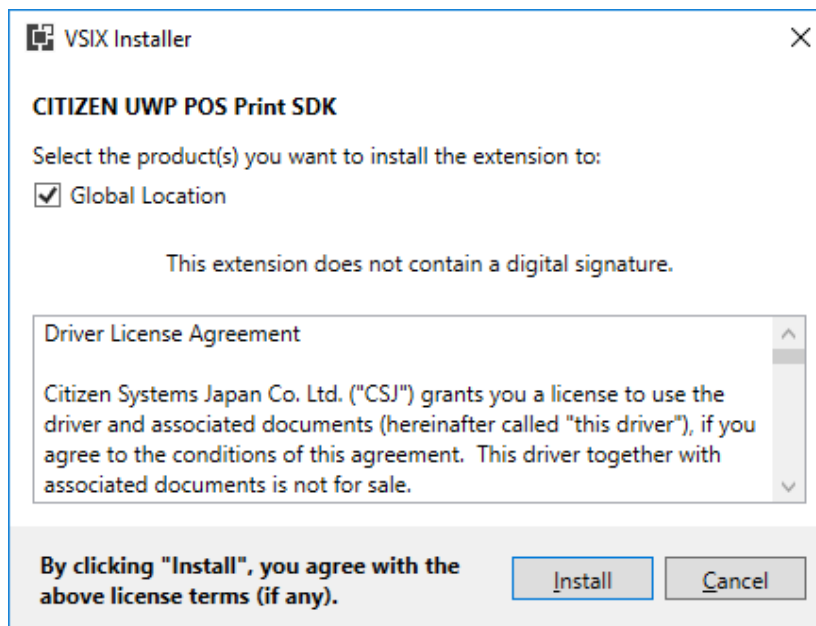 VSIX Installer
CITIZEN UWP POS Print SDK
Select the product(s) you want to install the extension to:
Global Location
This extension does not contain a digital signature.
Driver License Agreement
Citizen Systems Japan Co. Ltd. ("CSJ") grants you a license to use the
driver and associated documents (hereinafter called "this driver"), if you
agree to the conditions of this agreement.  This driver together with
associated documents is not for sale.
By clicking "Install", you agree with the
above license terms (if any).
Install
Cancel